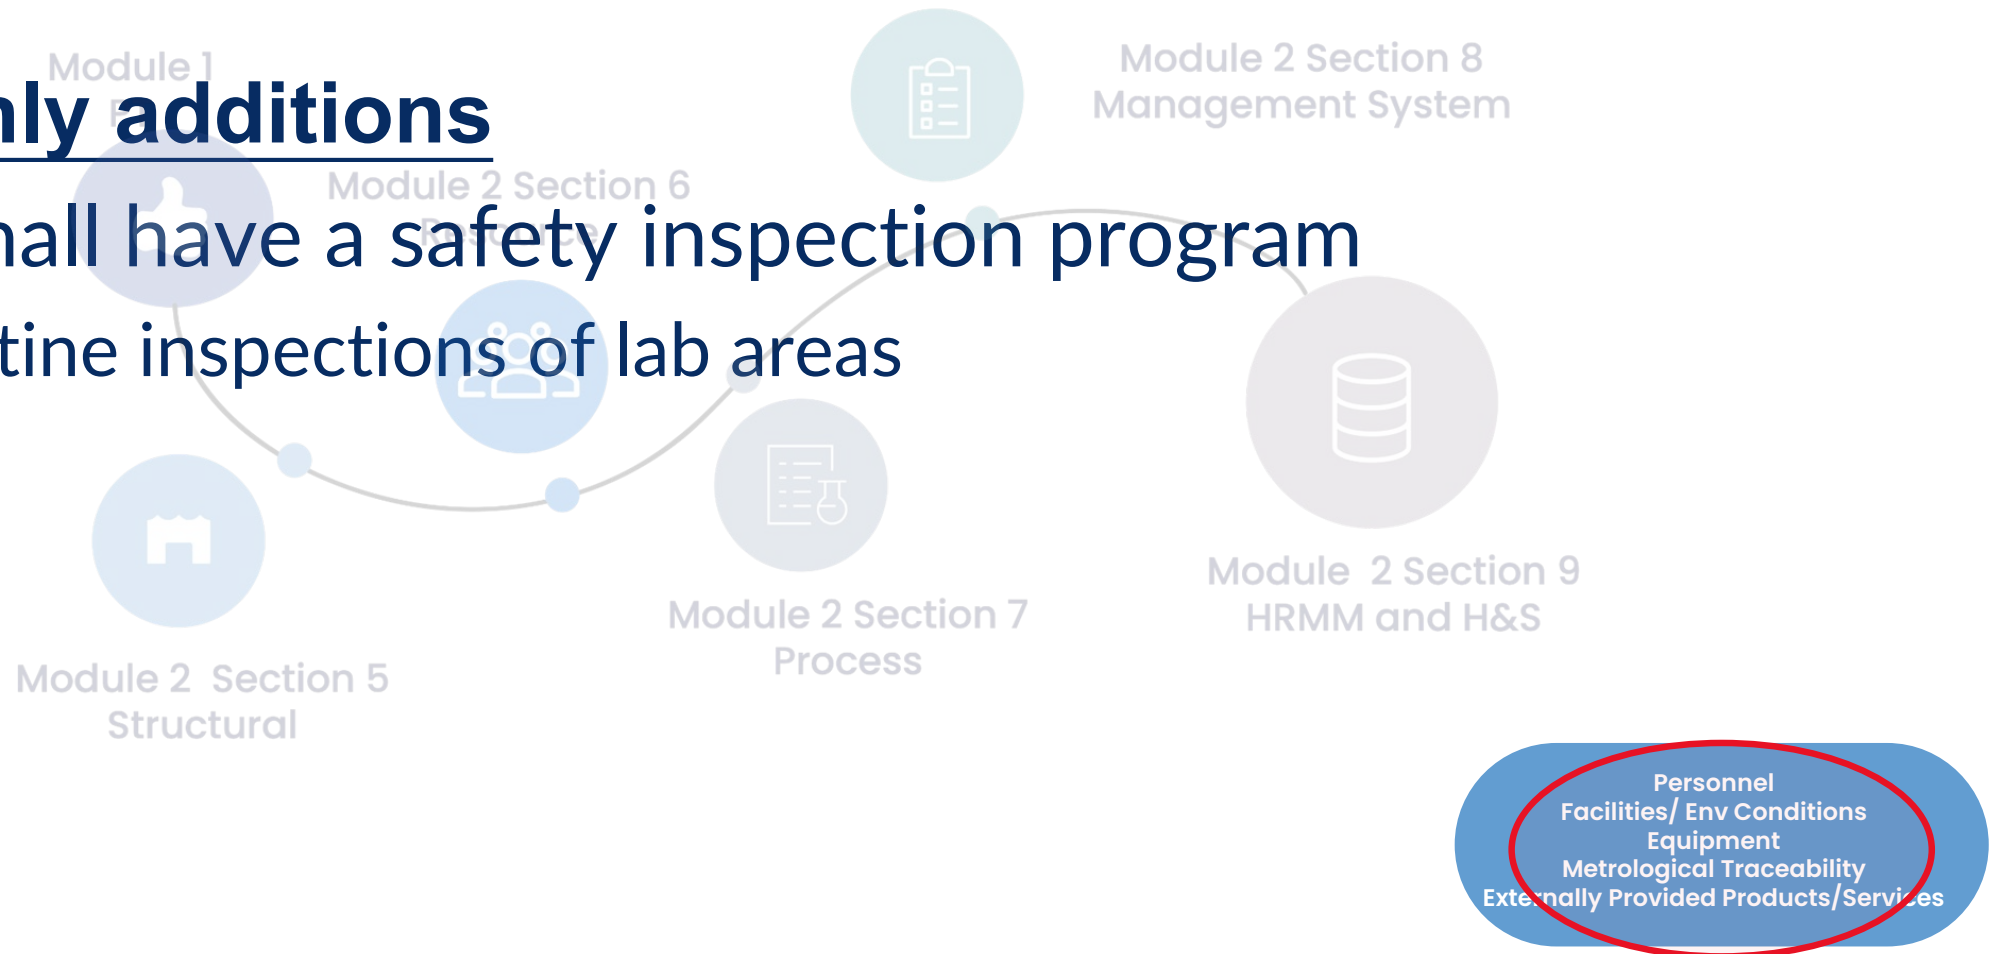 Module 1
nly additions
Module 2 Section 8
Management System
Module 2 Section 6
Resource
hall have a safety inspection program
tine inspections of lab areas
Module 2 Section 5
Structural
Module 2 Section 7
Process
Module 2 Section 9
HRMM and H&S
Personnel
Facilities/ Env Conditions
Equipment
Metrological Traceability
Externally Provided Products/Services